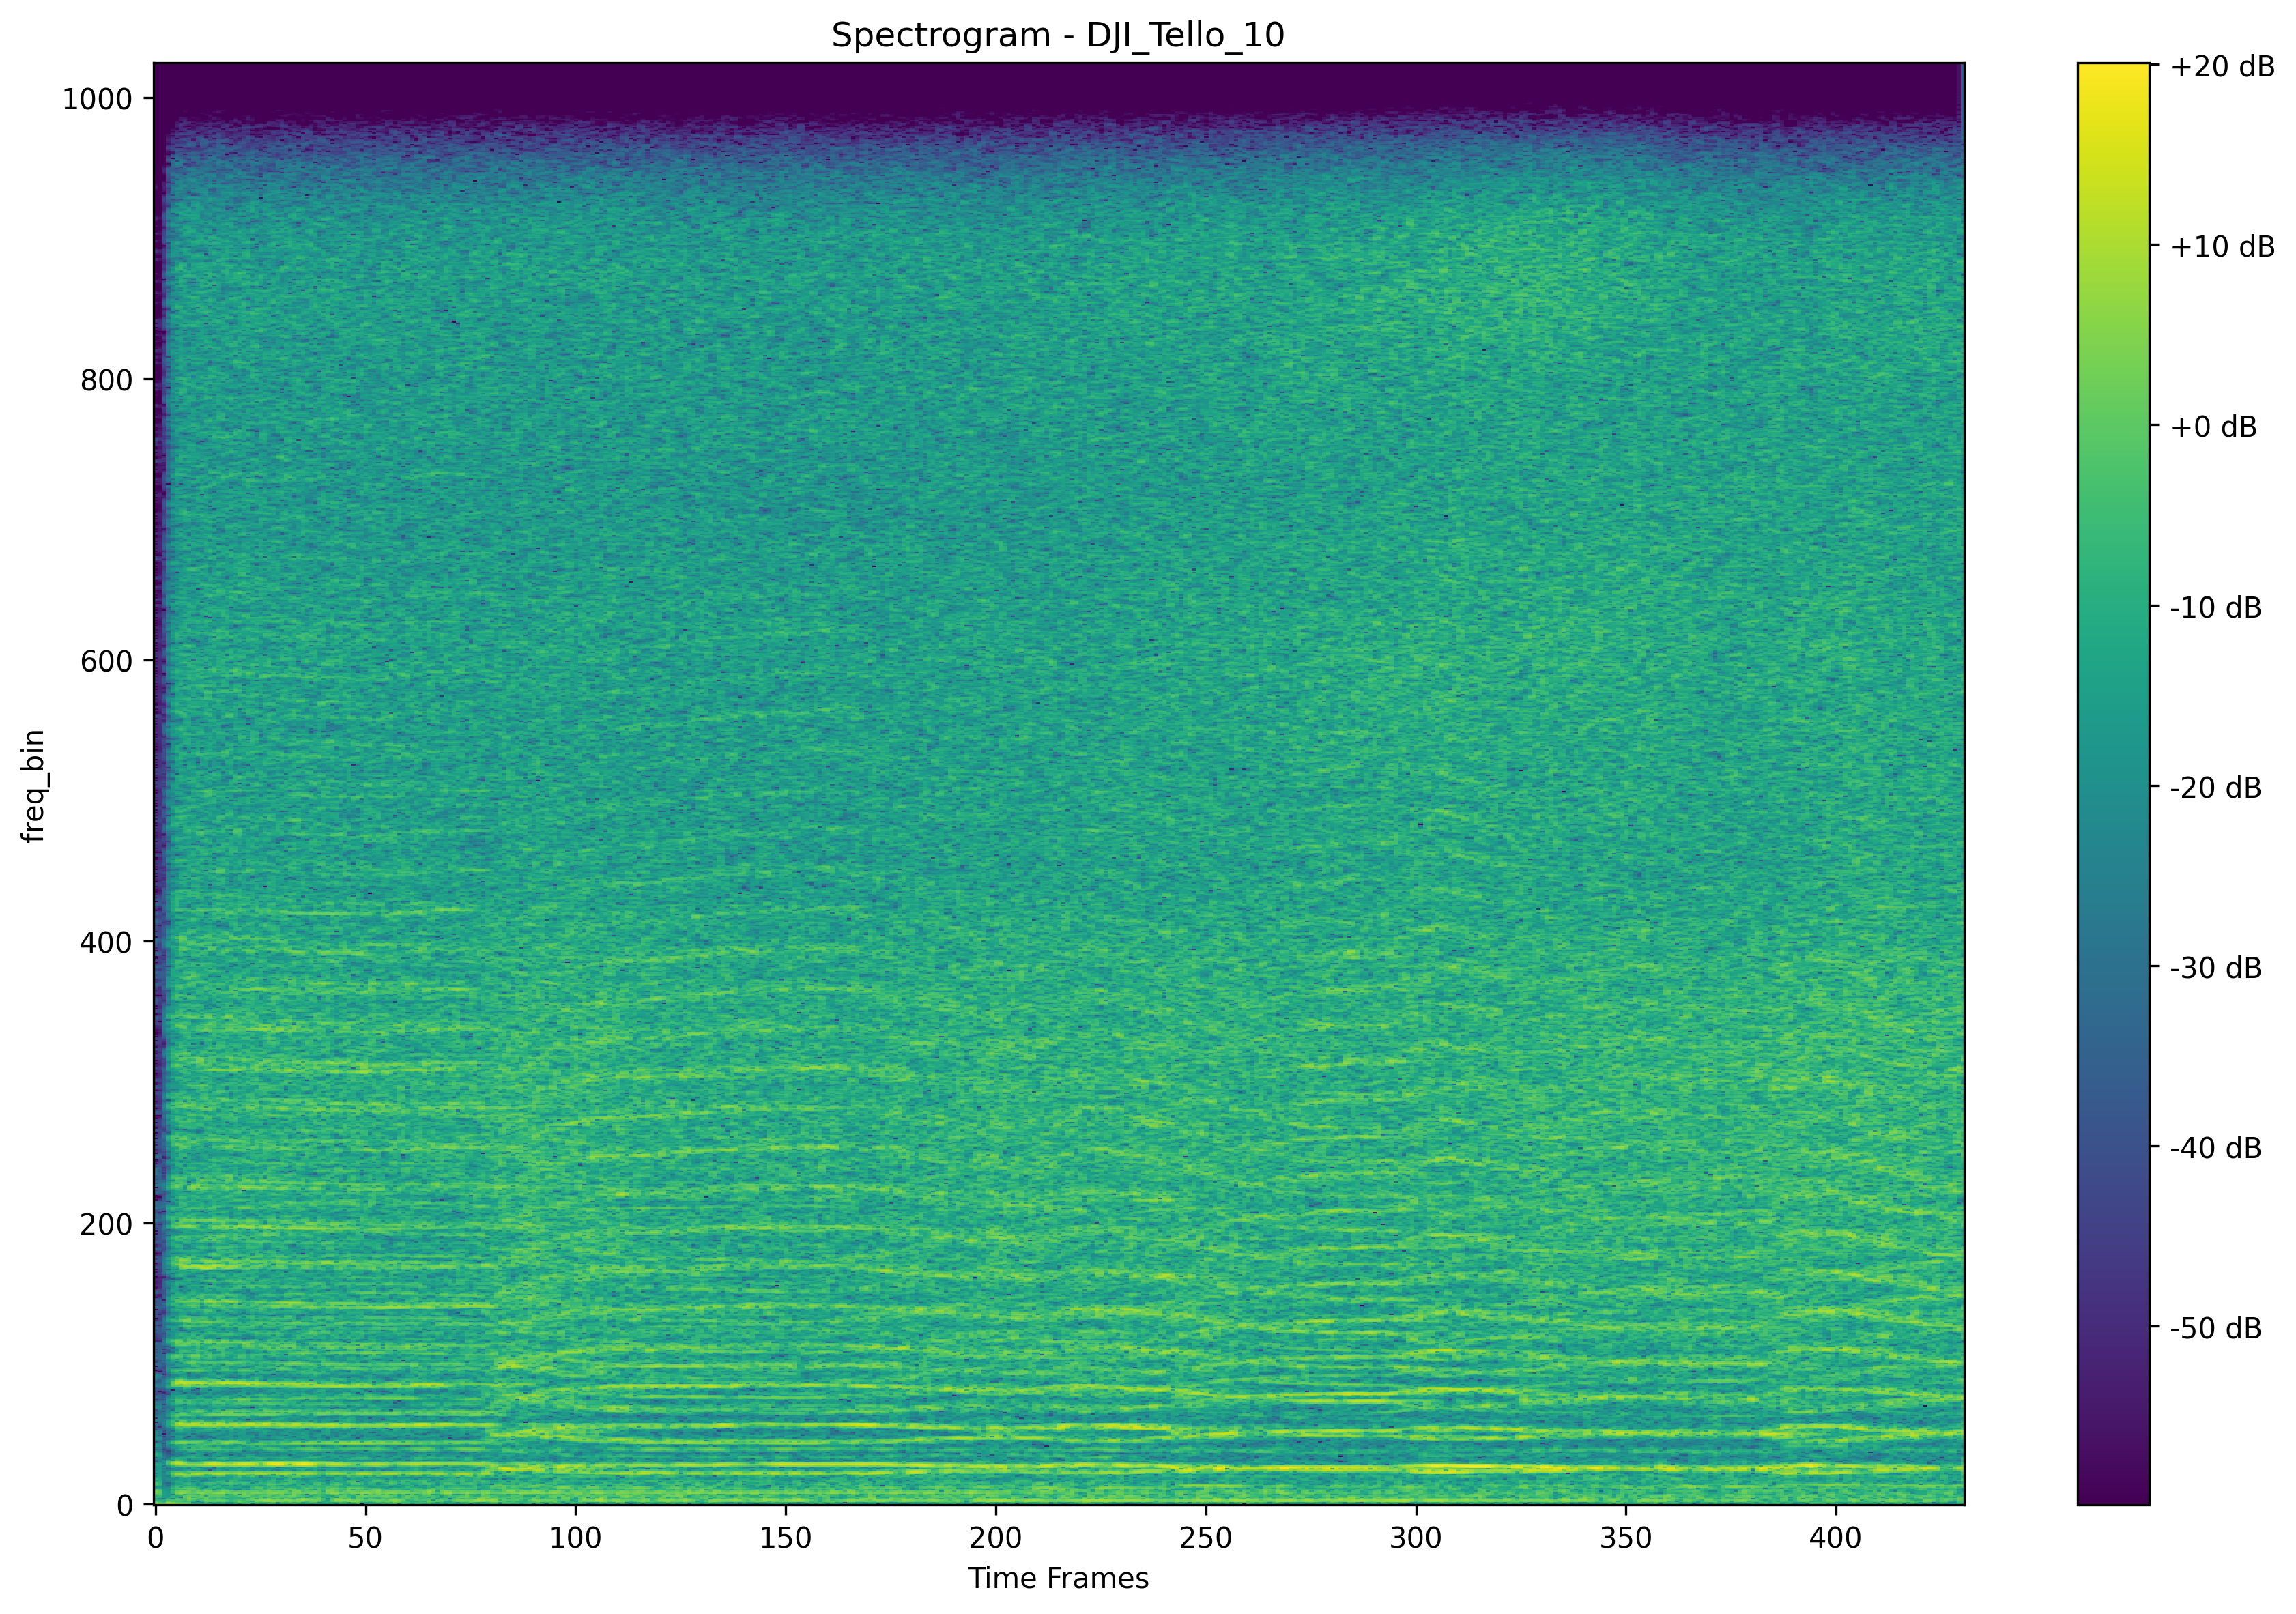 Spectrogram - DJI_Tello_10
1000
800
600
400
200
0
freq_bin
0 50 100 150 200 250 300 350 400
Time Frames
+20 dB
+10 dB
+0 dB
-10 dB
-20 dB
-30 dB
-40 dB
-50 dB